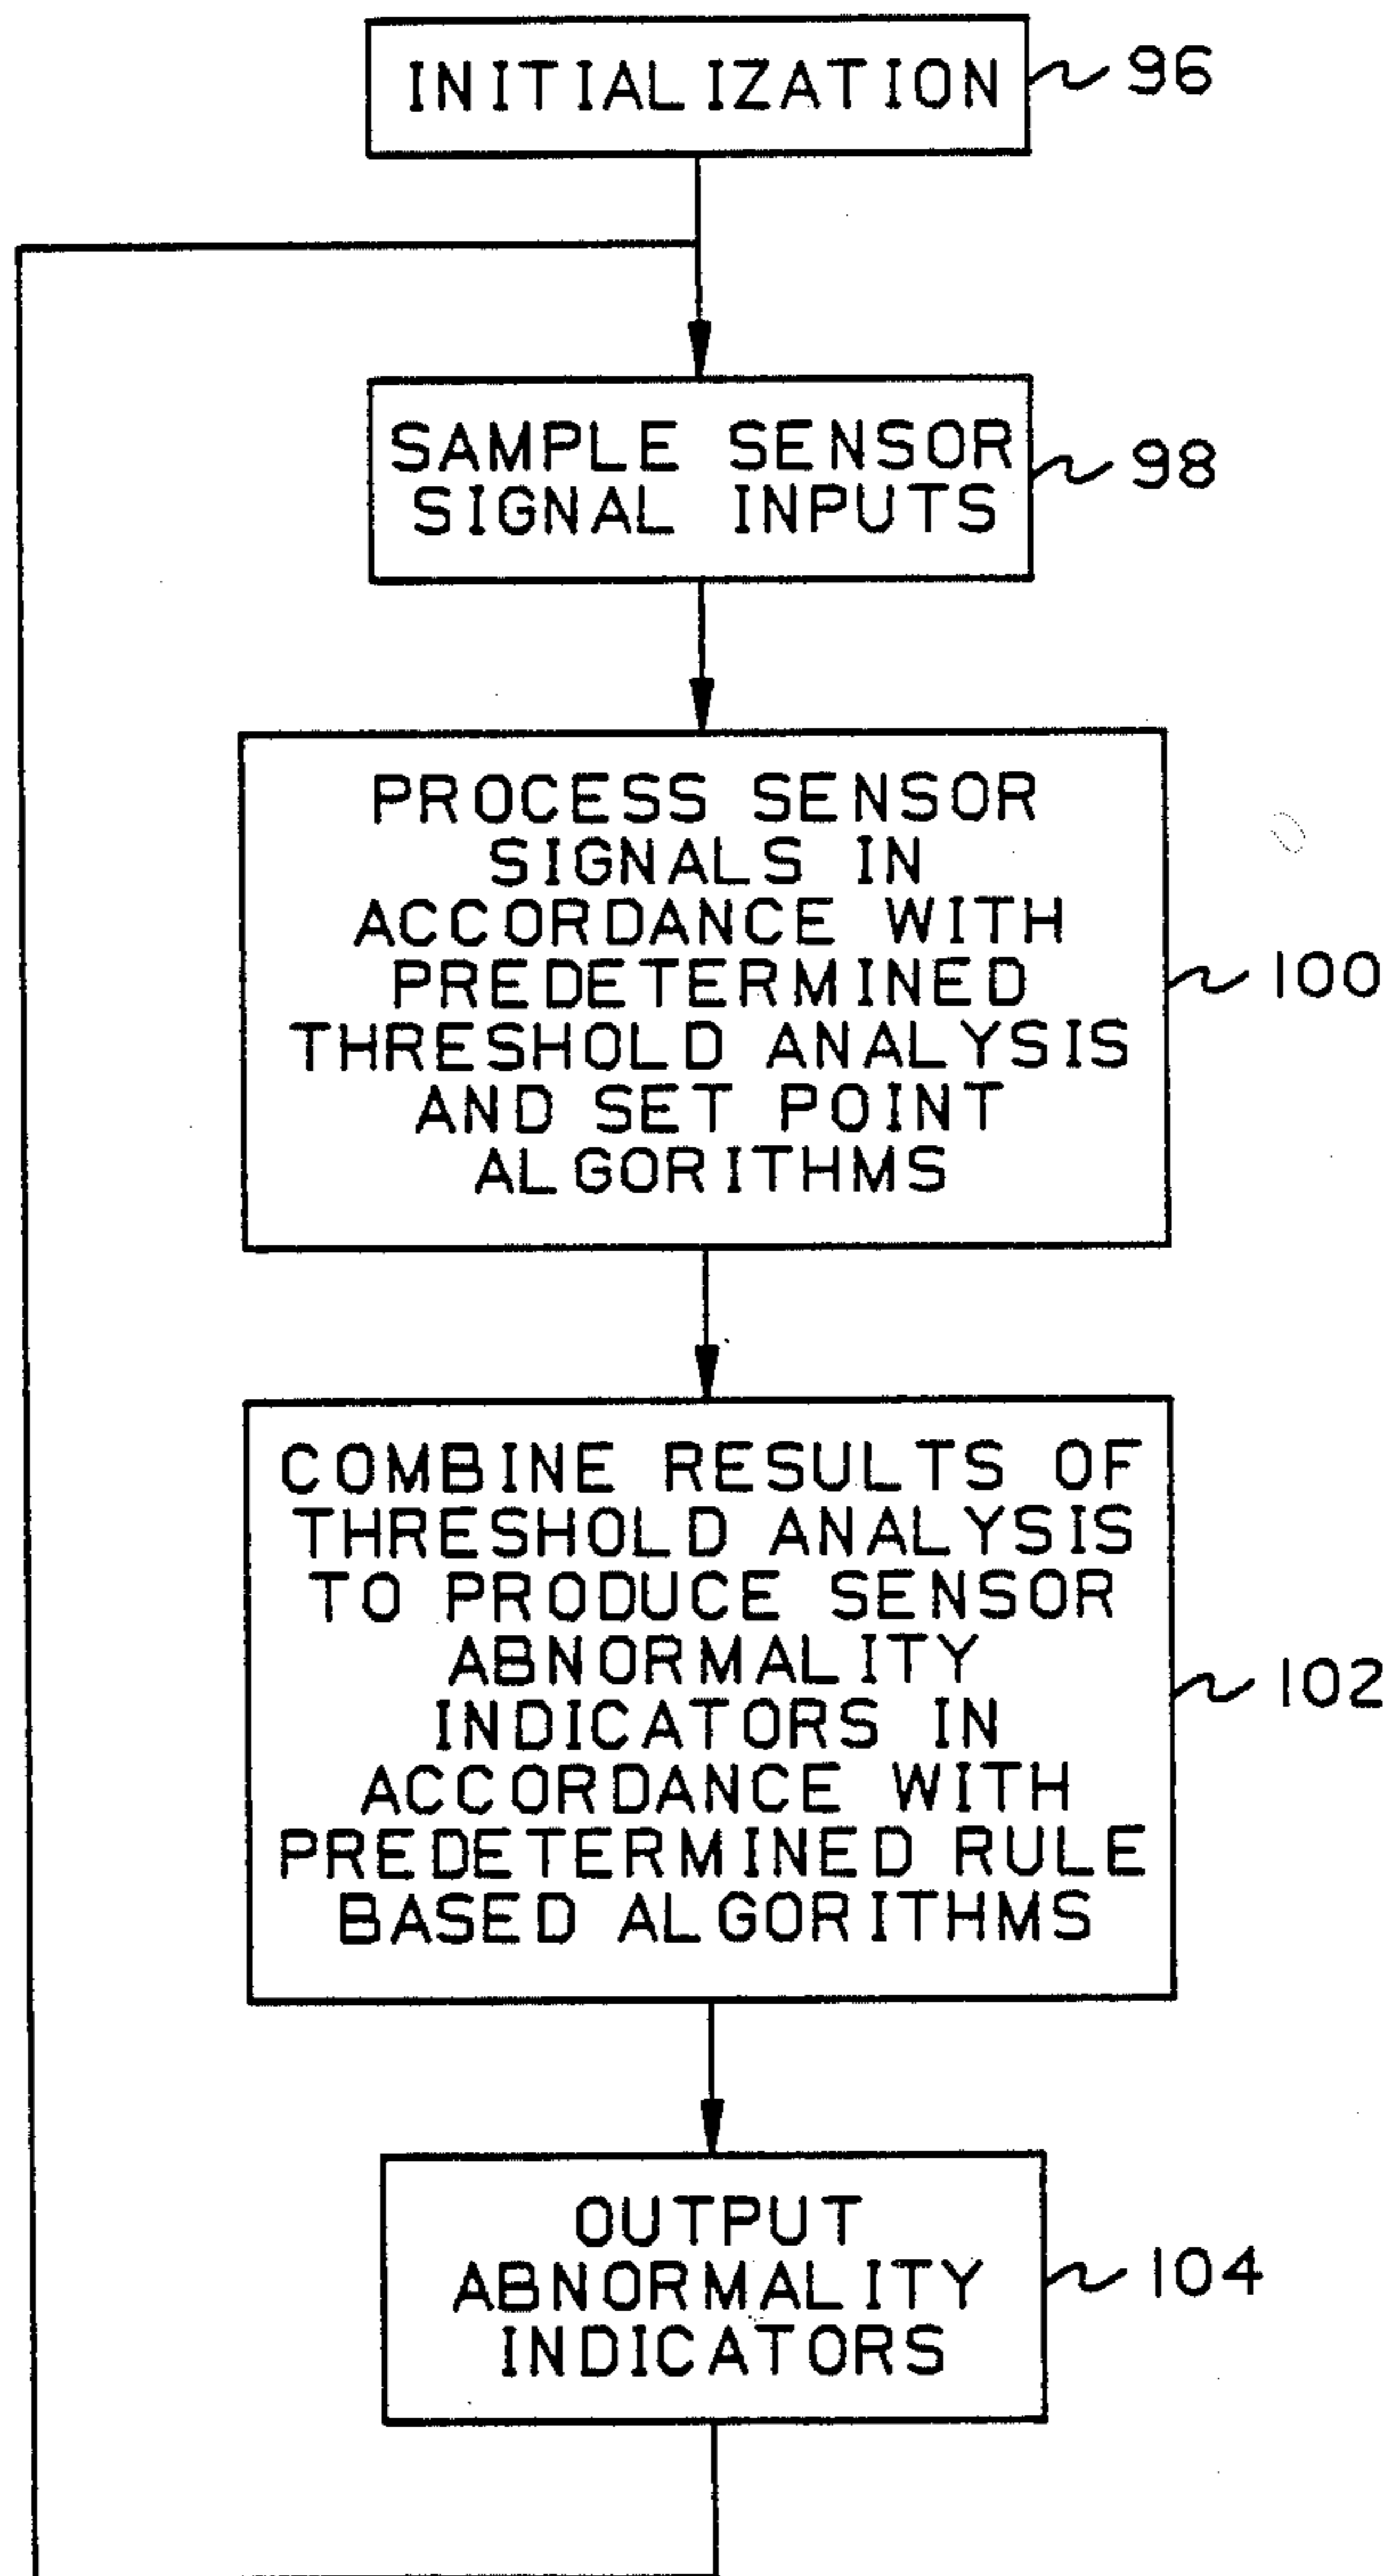 INITIALIZATION
96
SAMPLE SENSOR
SIGNAL INPUTS
98
PROCESS SENSOR
SIGNALS IN
ACCORDANCE WITH
PREDETERMINED
THRESHOLD ANALYSIS
AND SET POINT
ALGORITHMS
100
COMBINE RESULTS OF
THRESHOLD ANALYSIS
TO PRODUCE SENSOR
ABNORMALITY
INDICATORS IN
ACCORDANCE WITH
PREDETERMINED RULE
BASED ALGORITHMS
102
OUTPUT
ABNORMALITY
INDICATORS
104